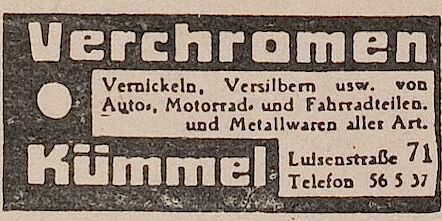 Verchromen
Vernickeln, Versilbern usw. von
Auto-, Motorrad- und Fahrradteilen.
und Metallwaren aller Art.
Kümmel Luisenstraße 71
Telefon 56 5 37